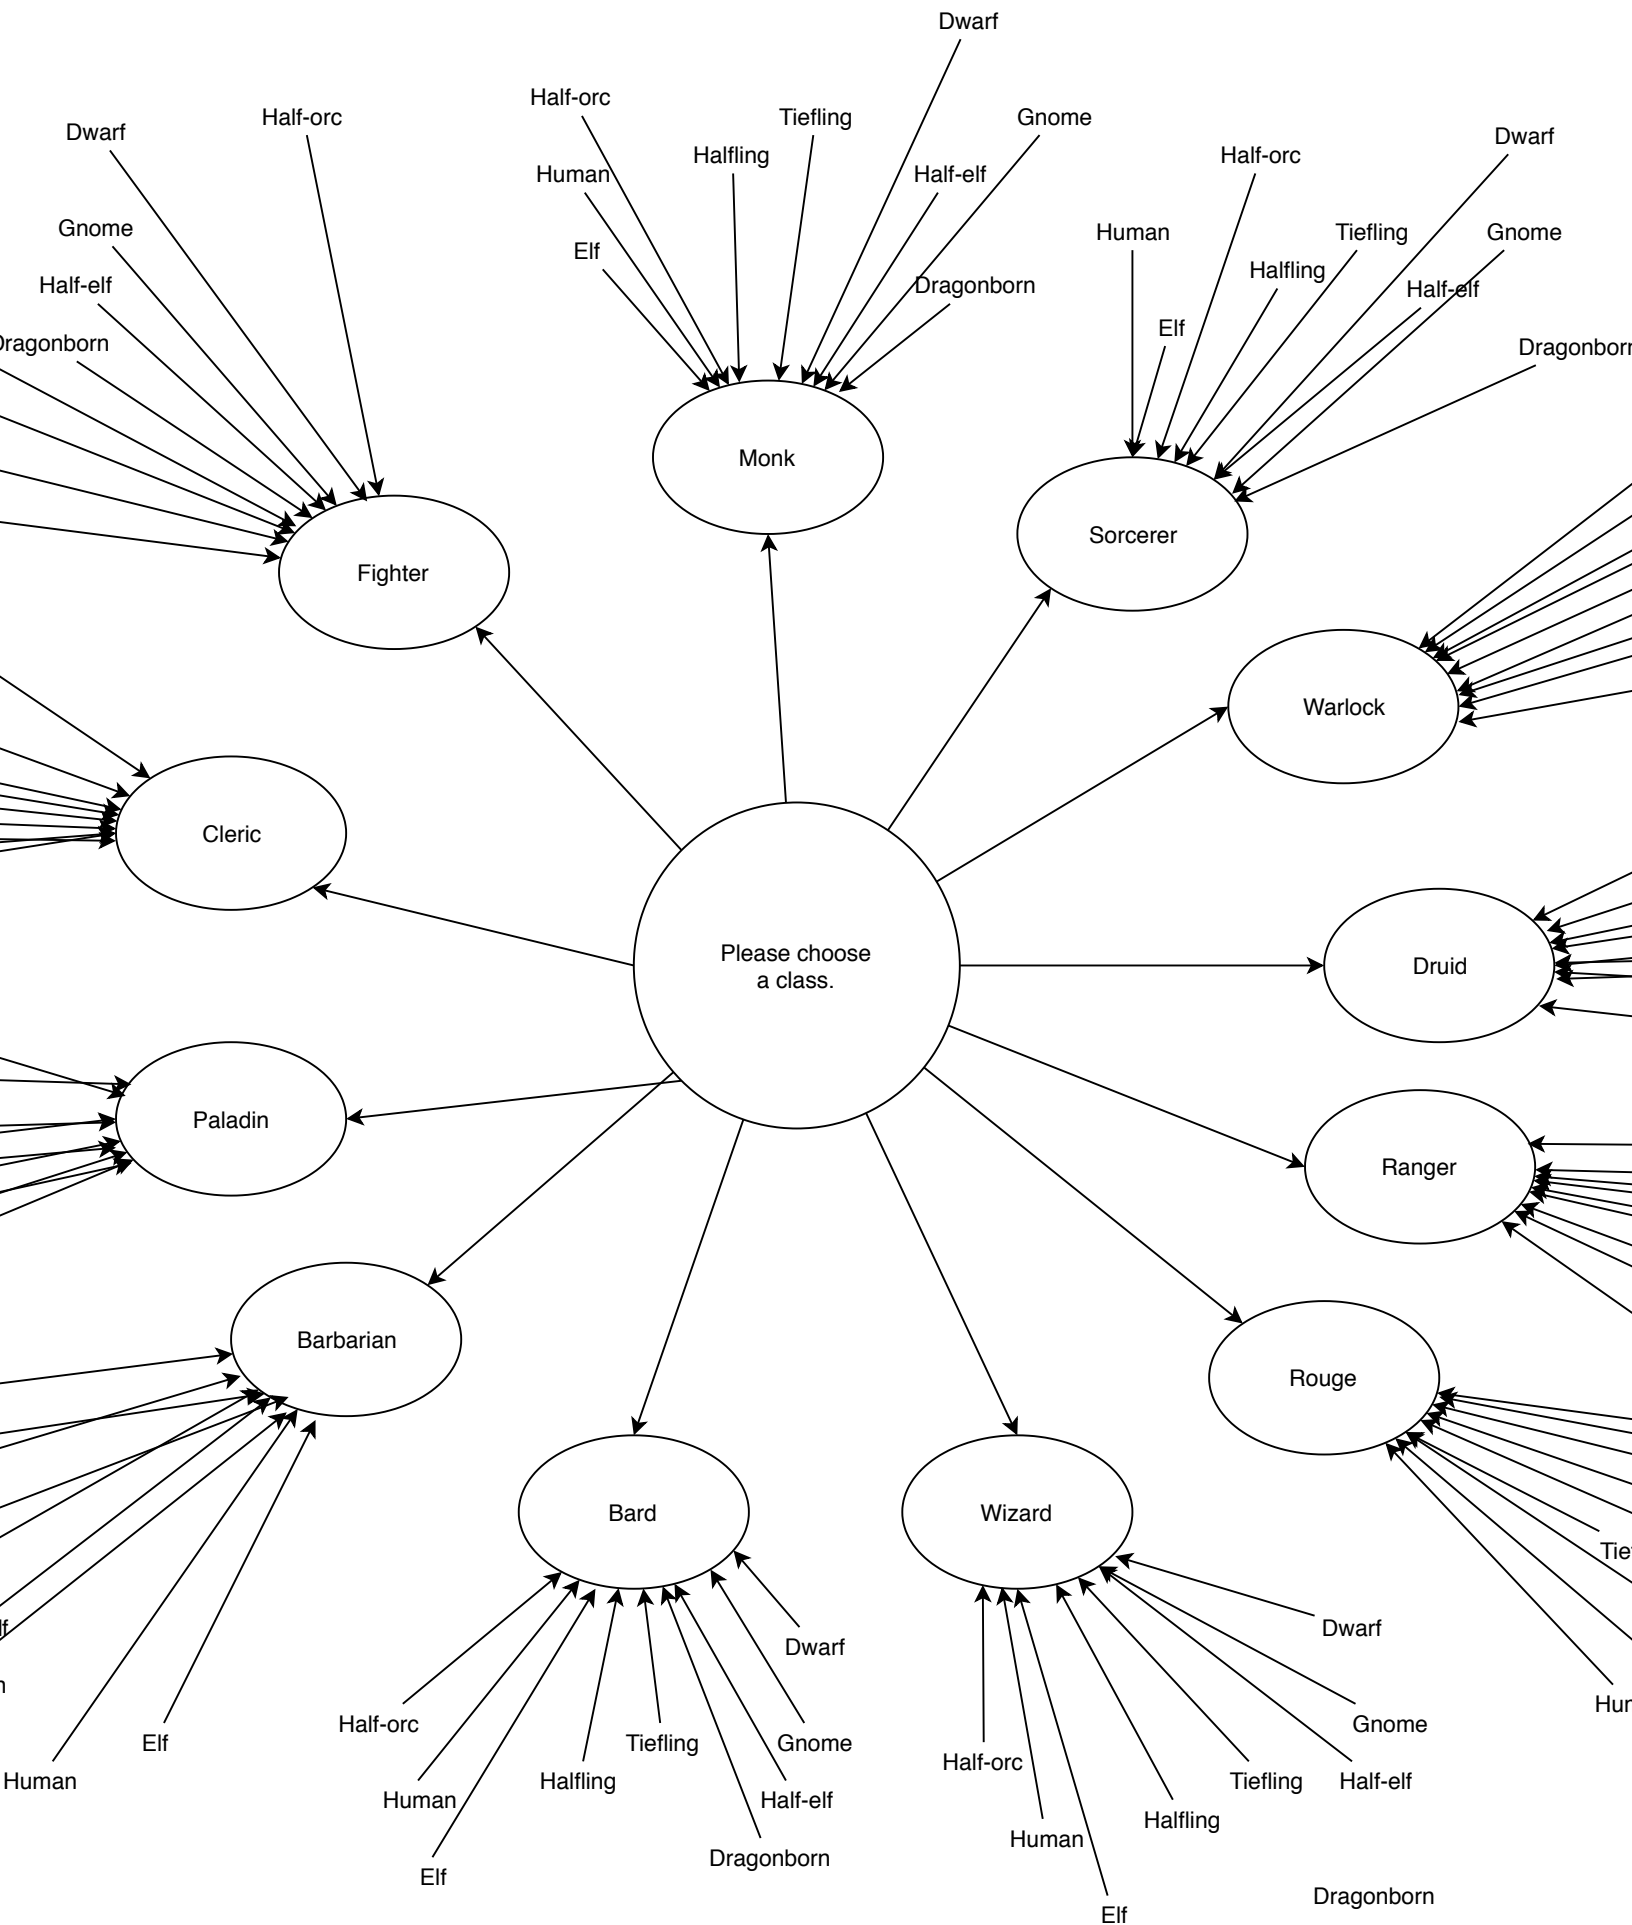 Dwarf
Half-orc
Tiefling
Gnome
Half-orc
Dwarf
Halfling
Human
Half-elf
Half-orc
Dwarf
Gnome
Human
Tiefling
Gnome
Elf
Halfling
Half-elf
Dragonborn
Half-elf
Elf
Dragonborn
Dragonborn
Monk
Sorcerer
Fighter
Warlock
Cleric
Please choose
a class.
Druid
Paladin
Ranger
Barbarian
Rouge
Bard
Wizard
Tie
lf
Dwarf
Dwarf
Hum
Half-orc
Gnome
Elf
Tiefling
Gnome
Half-orc
Human
Halfling
Tiefling
Half-elf
Human
Half-elf
Halfling
Human
Dragonborn
Elf
Dragonborn
Elf